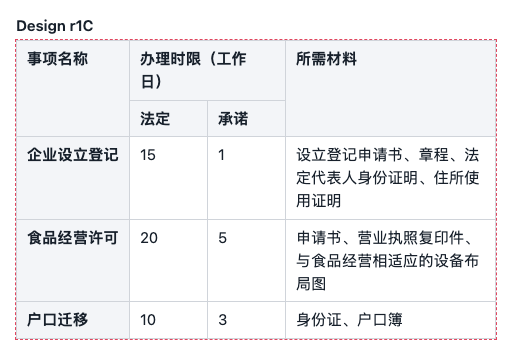 Design r1C
事项名称
办理时限（工作
日）
所需材料
法定
承诺
企业设立登记
15
1
设立登记申请书、章程、法
定代表人身份证明、住所使
用证明
食品经营许可
20
5
申请书、营业执照复印件、
与食品经营相适应的设备布
局图
户口迁移
10
3
身份证、户口簿